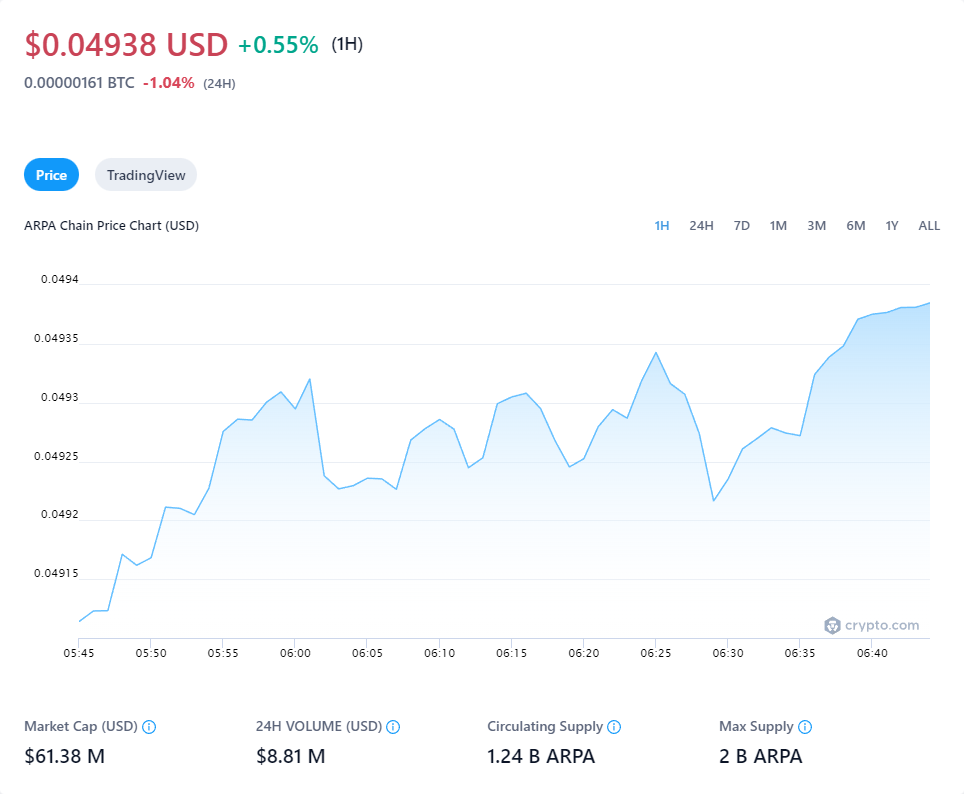 $0.04938 USD +0.55% (1H)
0.00000161 BTC -1.04% (24H)
Price TradingView
ARPA Chain Price Chart (USD) 1H 24H 7D 1M 3M 6M 1Y ALL
0.0494
0.04935
0.0493
0.04925
0.0492
0.04915
crypto.com
05:45 05:50 05:55 06:00 06:05 06:10 06:15 06:20 06:25 06:30 06:35 06:40
Market Cap (USD) 24H VOLUME (USD) Circulating Supply Max Supply
$61.38 M $8.81 M 1.24 B ARPA 2 B ARPA